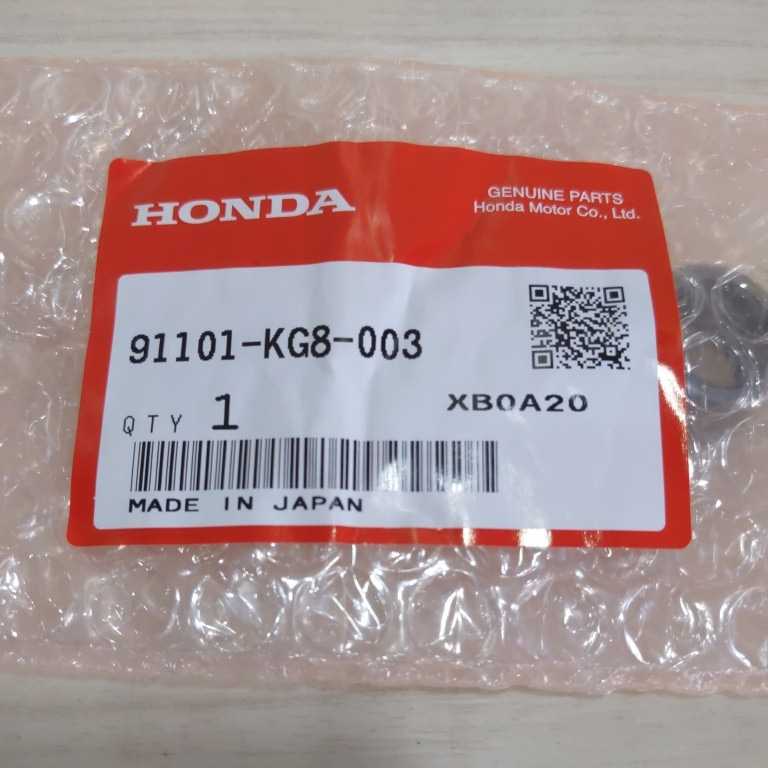 HONDA
GENUINE PARTS
Honda Motor Co., Ltd.
91101-KG8-003
QTY 1
XB0A20
MADE IN JAPAN